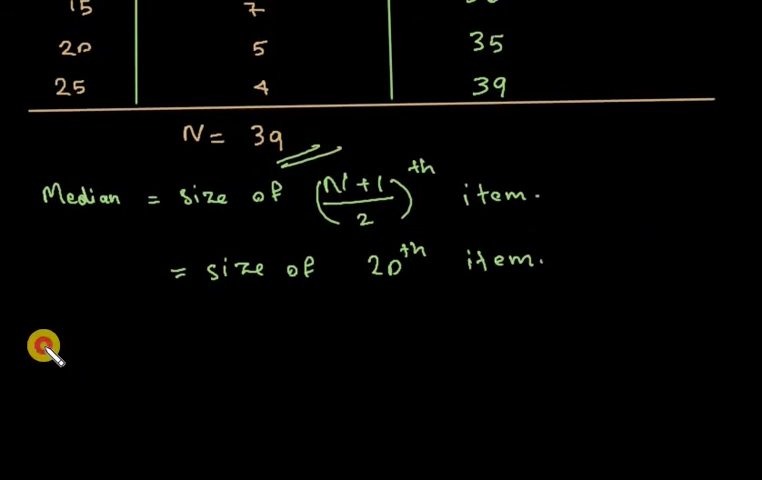 15 7
20 5 35
25 4 39
N = 39
Median = size of (N+1/2)th item.
= size of 20th item.